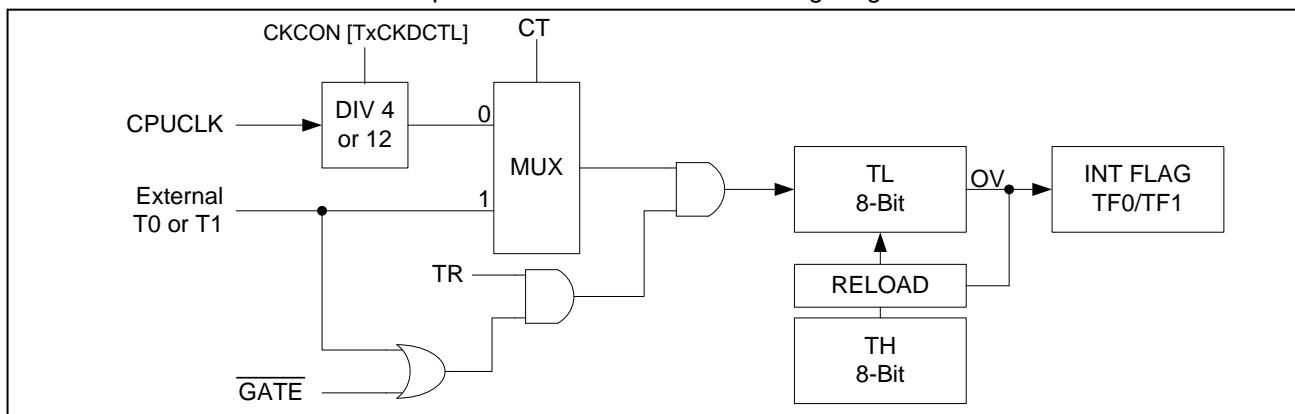 CKCON [TxCKDCTL]
CT
CPUCLK
DIV 4
or 12
0
MUX
External
T0 or T1
1
TR
GATE
TL
8-Bit
OV
INT FLAG
TF0/TF1
RELOAD
TH
8-Bit